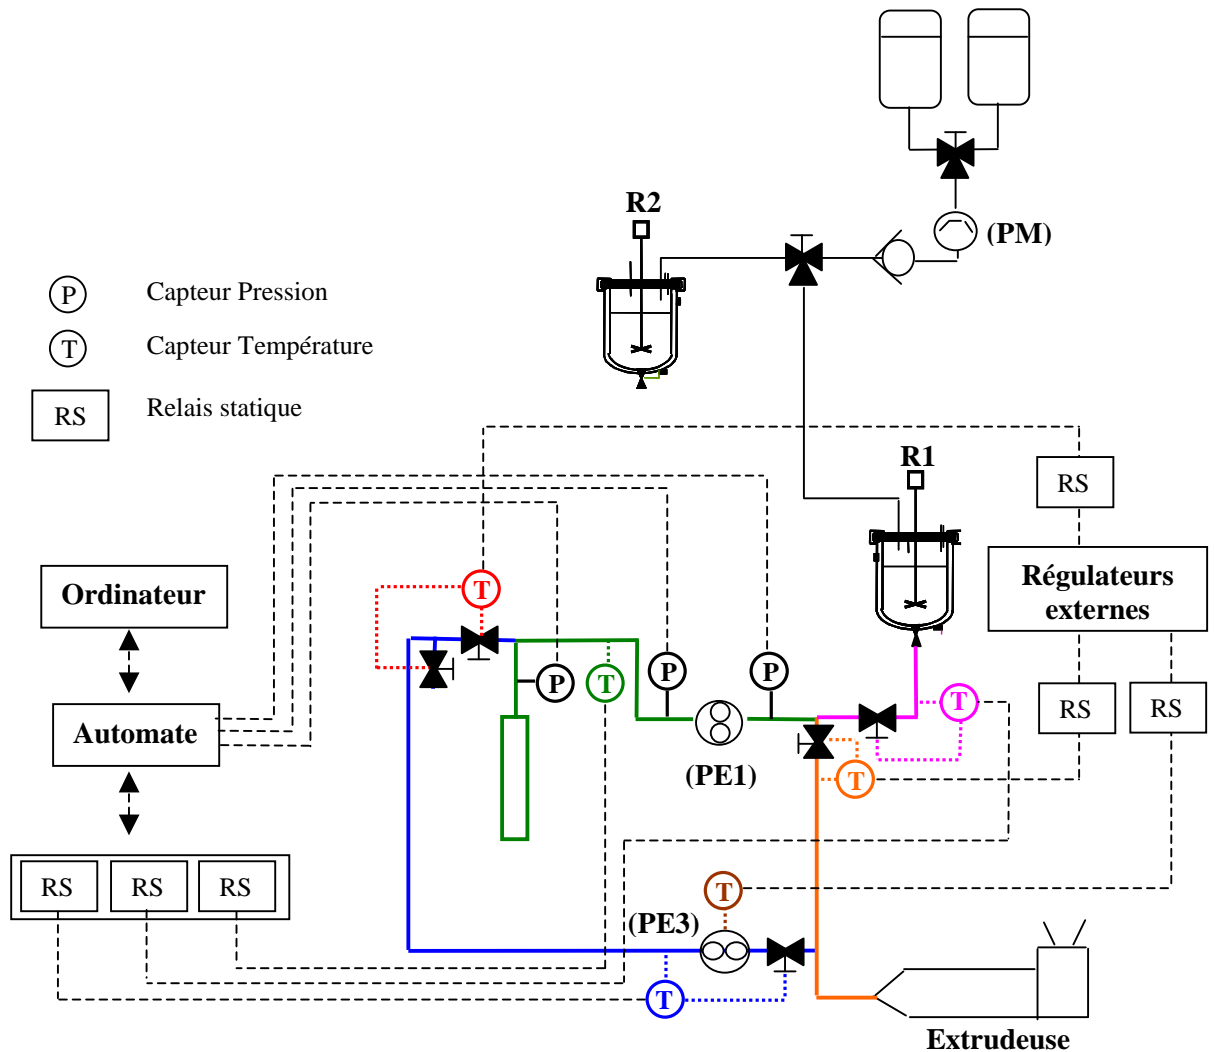 (PM)
R2
P Capteur Pression
T Capteur Température
RS Relais statique
R1
RS
Régulateurs
externes
Ordinateur
T
P
T
P
P
T
RS
RS
Automate
(PE1)
T
RS
RS
RS
T
(PE3)
T
Extrudeuse